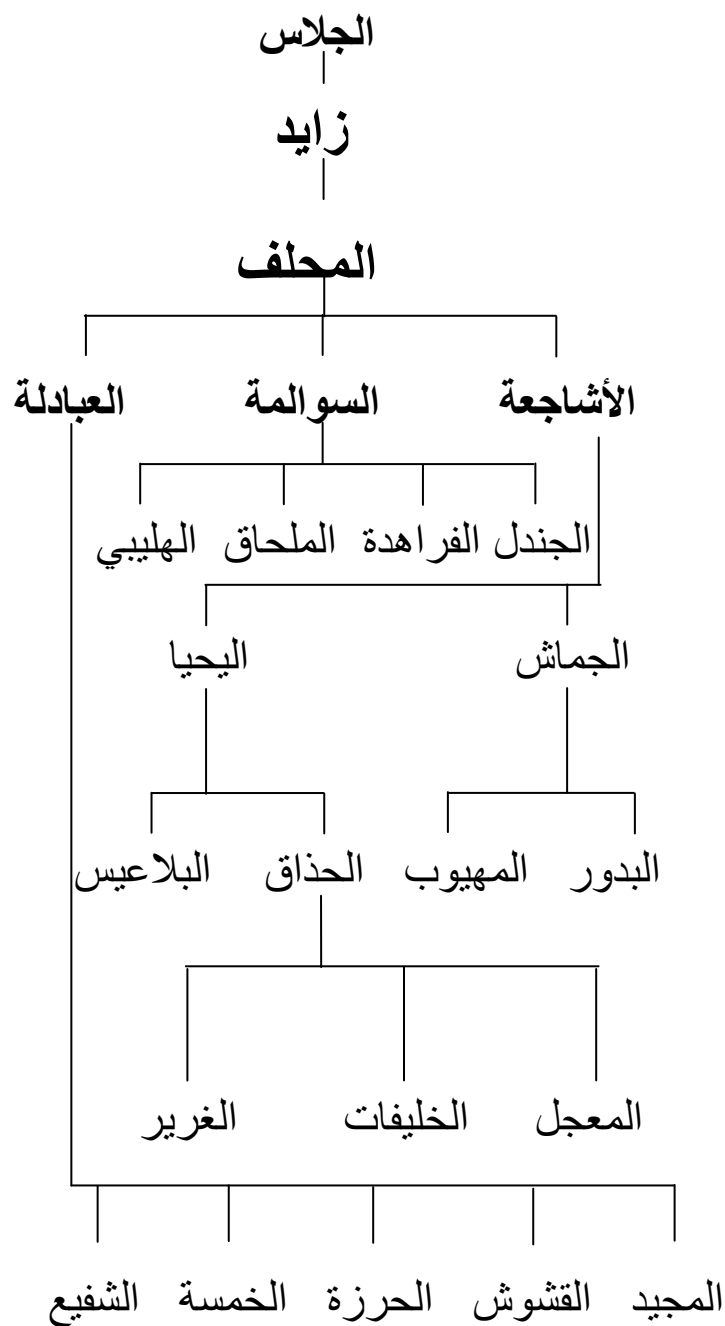 الجلاس
زايد
المحلف
الأشاجعة السوالمة العبادلة
الجندل الفراهدة الملحاق الهليبي
الجماش اليحيا
البدور المهيوب الحذاق البلاعيس
المعجل الخليفات الغرير
المجيد القشوش الحرزة الخمسة الشفيع